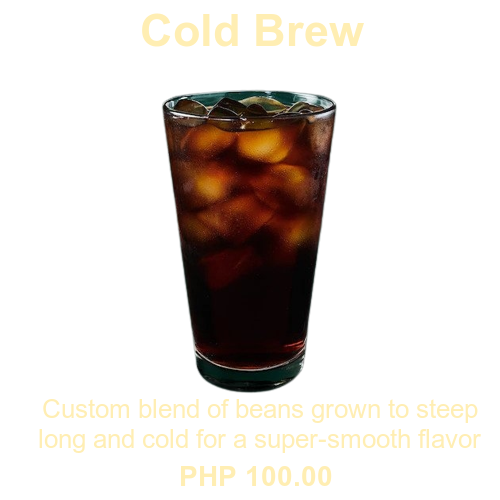 Cold Brew
Custom blend of beans grown to steep
long and cold for a super-smooth flavor
PHP 100.00